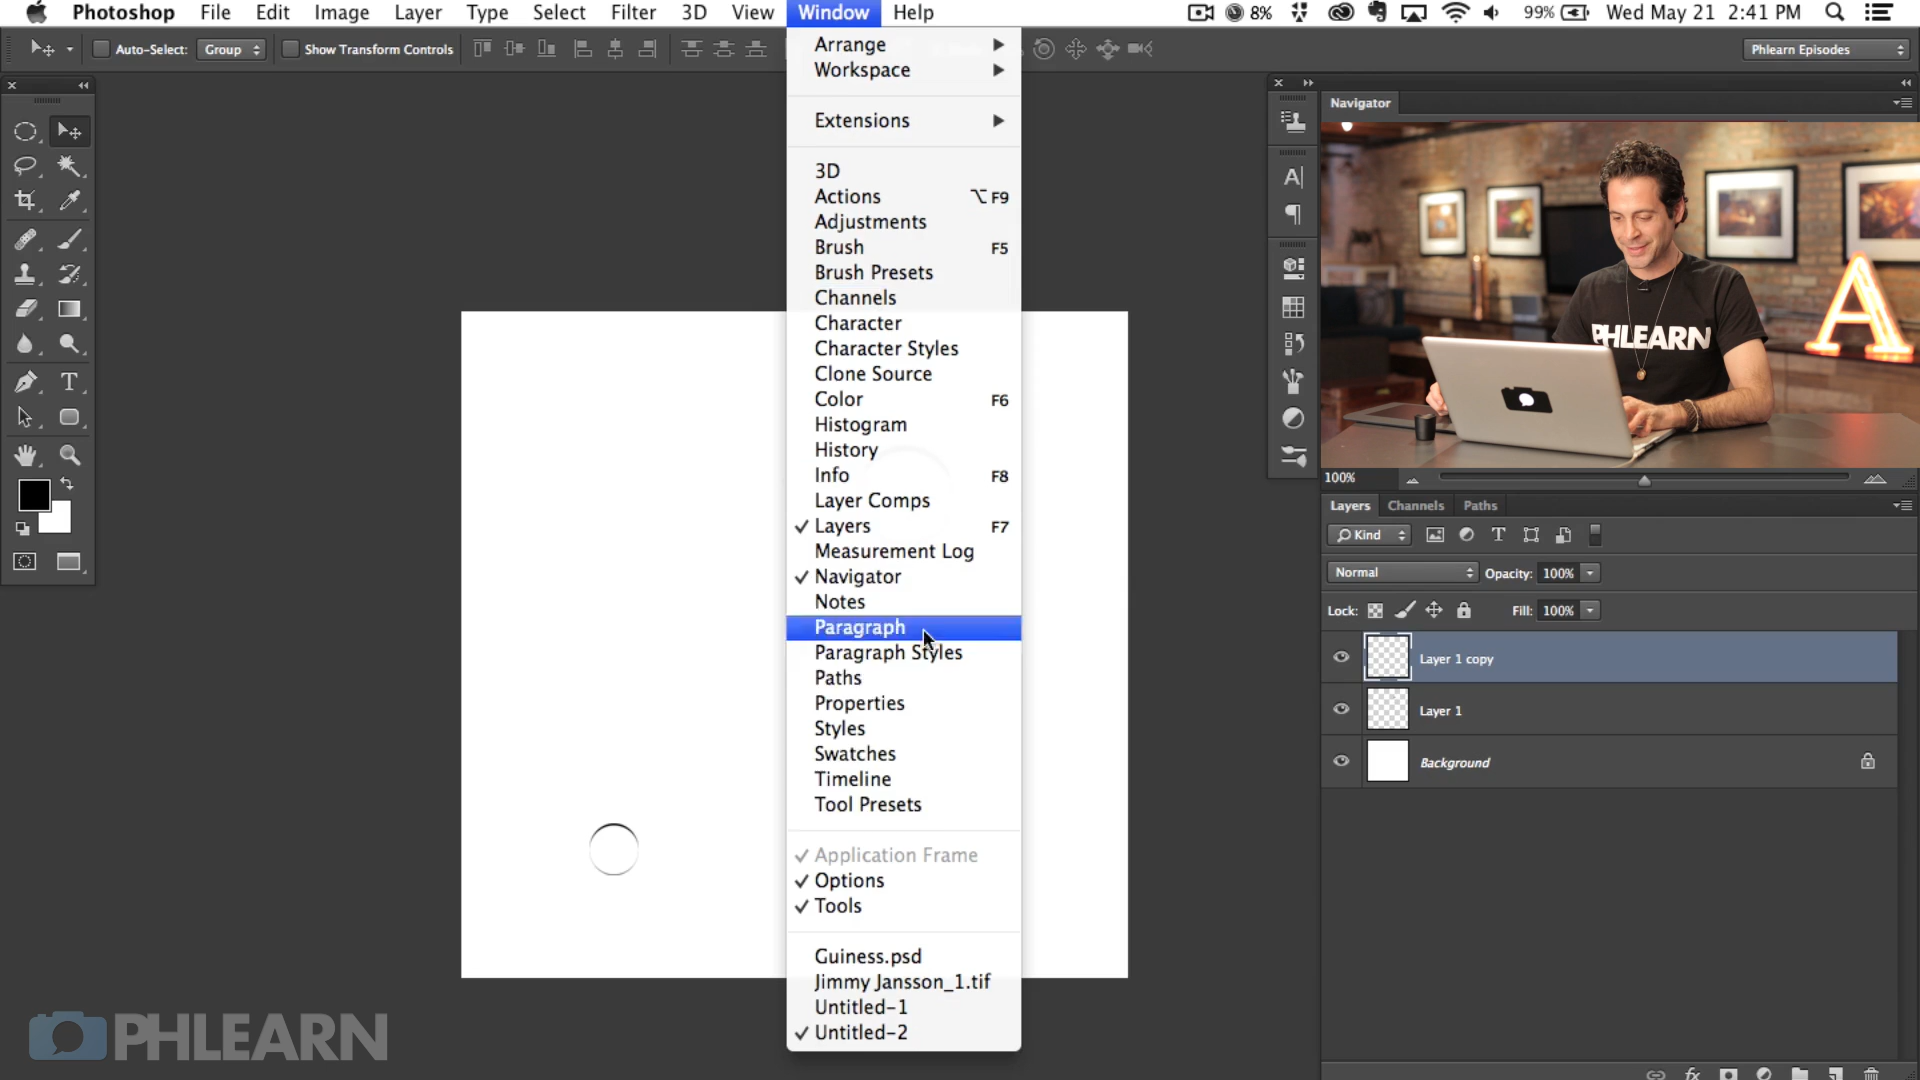 Photoshop File Edit Image Layer Type Select Filter 3D View Window Help 8% 99% Wed May 21 2:41 PM
Auto-Select: Group Show Transform Controls Phlearn Episodes
Arrange
Workspace
Extensions
3D
Actions ⌥F9
Adjustments
Brush F5
Brush Presets
Channels
Character
Character Styles
Clone Source
Color F6
Histogram
History
Info F8
Layer Comps
Layers F7
Measurement Log
Navigator
Notes
Paragraph
Paragraph Styles
Paths
Properties
Styles
Swatches
Timeline
Tool Presets
Application Frame
Options
Tools
Guiness.psd
Jimmy Jansson_1.tif
Untitled-1
Untitled-2
Navigator
PHLEARN
A
100%
Layers Channels Paths
Kind
Normal Opacity: 100%
Lock: Fill: 100%
Layer 1 copy
Layer 1
Background
fx
PHLEARN